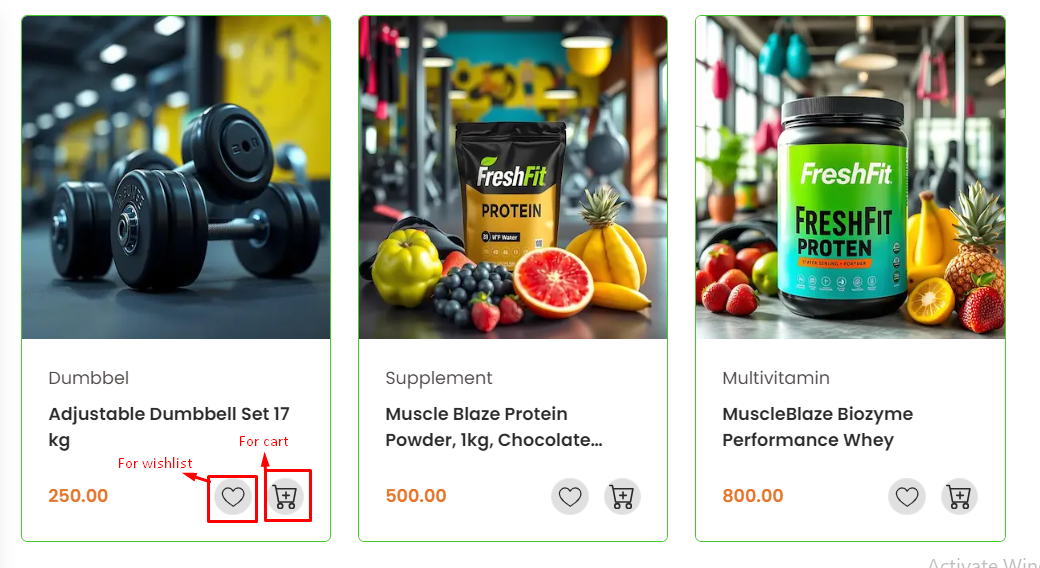 FreshFit
PROTEIN
FreshFit
FRESHFIT
PROTEN
Dumbbel
Adjustable Dumbbell Set 17
kg
For cart
For wishlist
250.00
Supplement
Muscle Blaze Protein
Powder, 1kg, Chocolate...
500.00
Multivitamin
MuscleBlaze Biozyme
Performance Whey
800.00
Activate Win